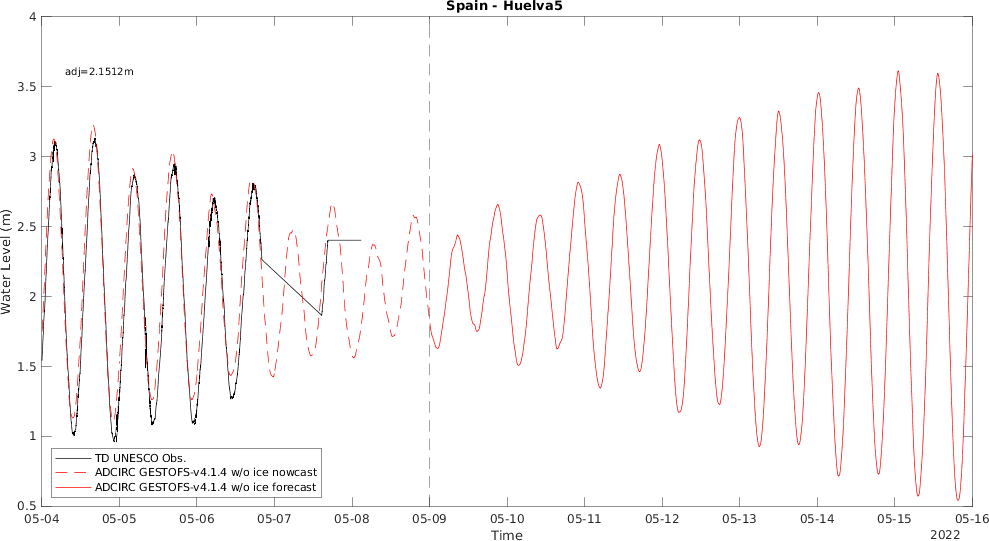 Spain - Huelva5
4
adj=2.1512m
3.5
3
2.5
2
1.5
1
0.5
Water Level (m)
TD UNESCO Obs.
ADCIRC GESTOFS-v4.1.4 w/o ice nowcast
ADCIRC GESTOFS-v4.1.4 w/o ice forecast
05-04 05-05 05-06 05-07 05-08 05-09 05-10 05-11 05-12 05-13 05-14 05-15 05-16
Time
2022